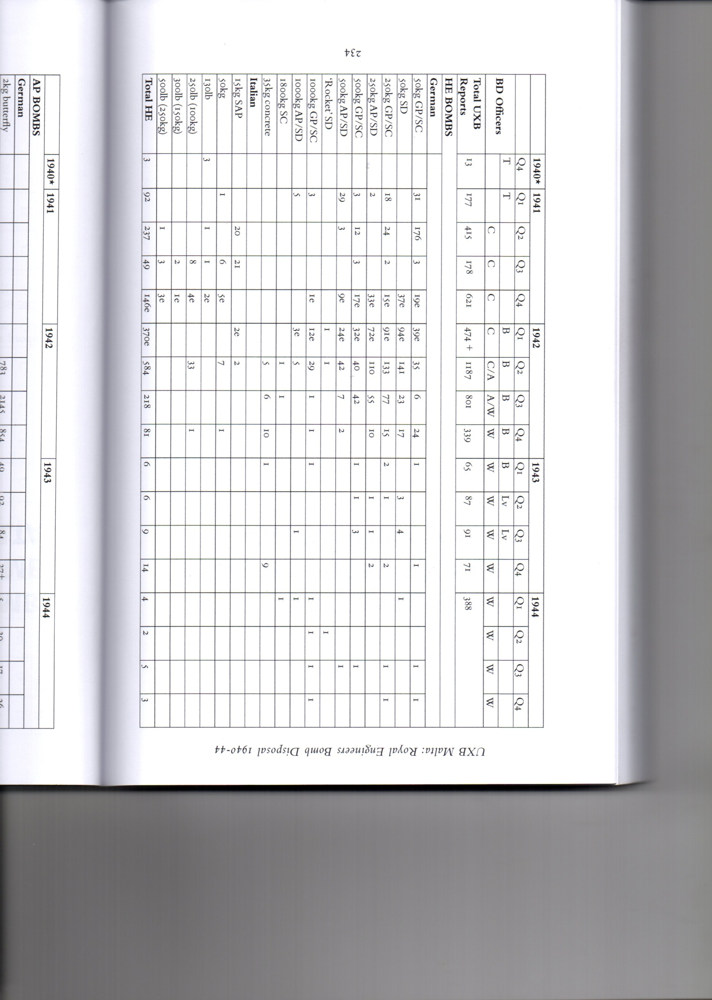 234
UXB Malta: Royal Engineers Bomb Disposal 1940-44
1940* 1941 1942 1943 1944
Q4 Q1 Q2 Q3 Q4 Q1 Q2 Q3 Q4 Q1 Q2 Q3 Q4 Q1 Q2 Q3 Q4
BD Officers T T B B B B B Lv Lv
C C C C C/A A/W W W W W W W W W W
Total UXB
Reports 13 177 415 178 621 474+ 1187 801 339 65 87 91 71 388
HE BOMBS
German
50kg GP/SC 31 176 3 19e 39e 35 6 24 1 1 1 1
50kg SD 37e 94e 141 23 17 3 4 1
250kg GP/SC 18 24 2 15e 91e 133 77 15 2 1 2 1 1
250kg AP/SD 2 33e 72e 110 55 10 1 1 2
500kg GP/SC 3 12 3 17e 32e 40 42 1 1 3 1
500kg AP/SD 29 3 9e 24e 42 7 2 1
'Rocket' SD 1 1 1
1000kg GP/SC 3 1e 12e 29 1 1 1 1 1 1 1
1000kg AP/SD 5 3e 5 1 1
1800kg SC 1 1 1
35kg concrete 5 6 10 1 9
Italian
15kg SAP 20 21 2e 2
50kg 1 6 5e 7 1
130lb 3 1 1 2e
250lb (100kg) 8 4e 33 1
300lb (150kg) 2 1e
500lb (250kg) 1 3 3e
Total HE 3 92 237 49 146e 370e 584 218 81 6 6 9 14 4 2 5 3
1940* 1941 1942 1943 1944
AP BOMBS
German
2kg butterfly 783 2145 854 49 92 84 27+